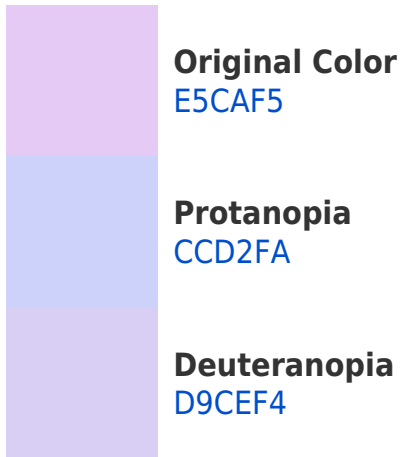 Original Color
E5CAF5
Protanopia
CCD2FA
Deuteranopia
D9CEF4